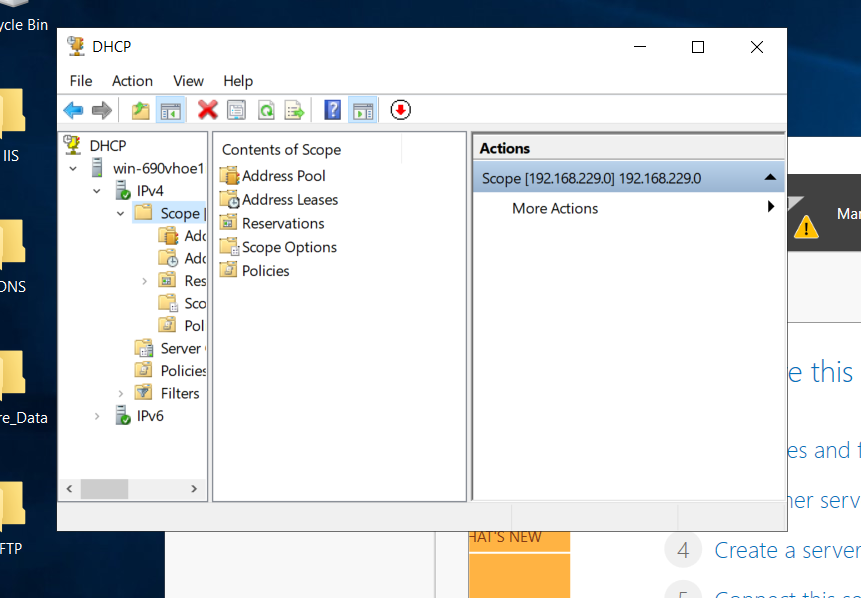 cycle Bin
IIS
DNS
re_Data
FTP
DHCP
File Action View Help
DHCP
win-690vhoe1
IPv4
Scope [
Add
Add
Res
Sco
Pol
Server
Policies
Filters
IPv6
Contents of Scope
Address Pool
Address Leases
Reservations
Scope Options
Policies
Actions
Scope [192.168.229.0] 192.168.229.0
More Actions
Mar
e this
es and f
her serv
HAT'S NEW
4 Create a server
5 Connect this